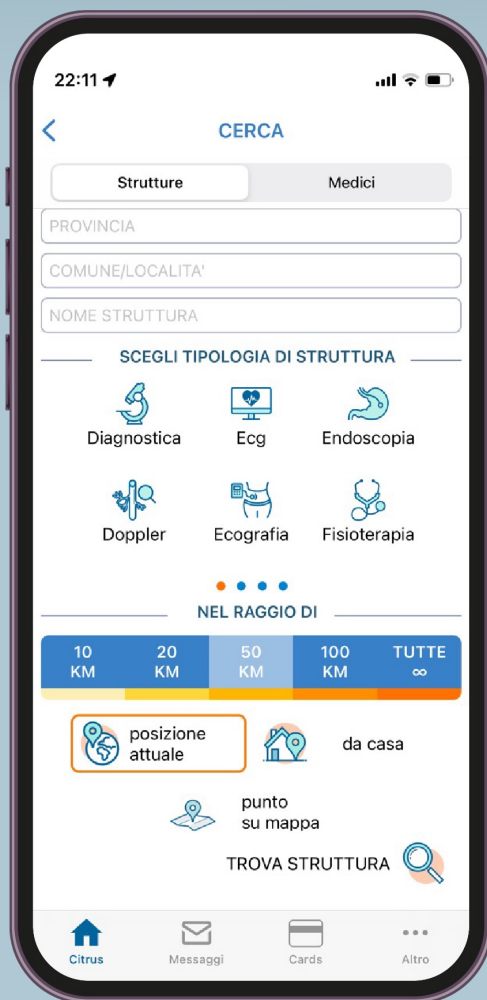 22:11
CERCA
Strutture Medici
PROVINCIA
COMUNE/LOCALITA'
NOME STRUTTURA
SCEGLI TIPOLOGIA DI STRUTTURA
Diagnostica Ecg Endoscopia
Doppler Ecografia Fisioterapia
NEL RAGGIO DI
10 20 50 100 TUTTE
KM KM KM KM ∞
posizione
attuale
da casa
punto
su mappa
TROVA STRUTTURA
Citrus Messaggi Cards Altro